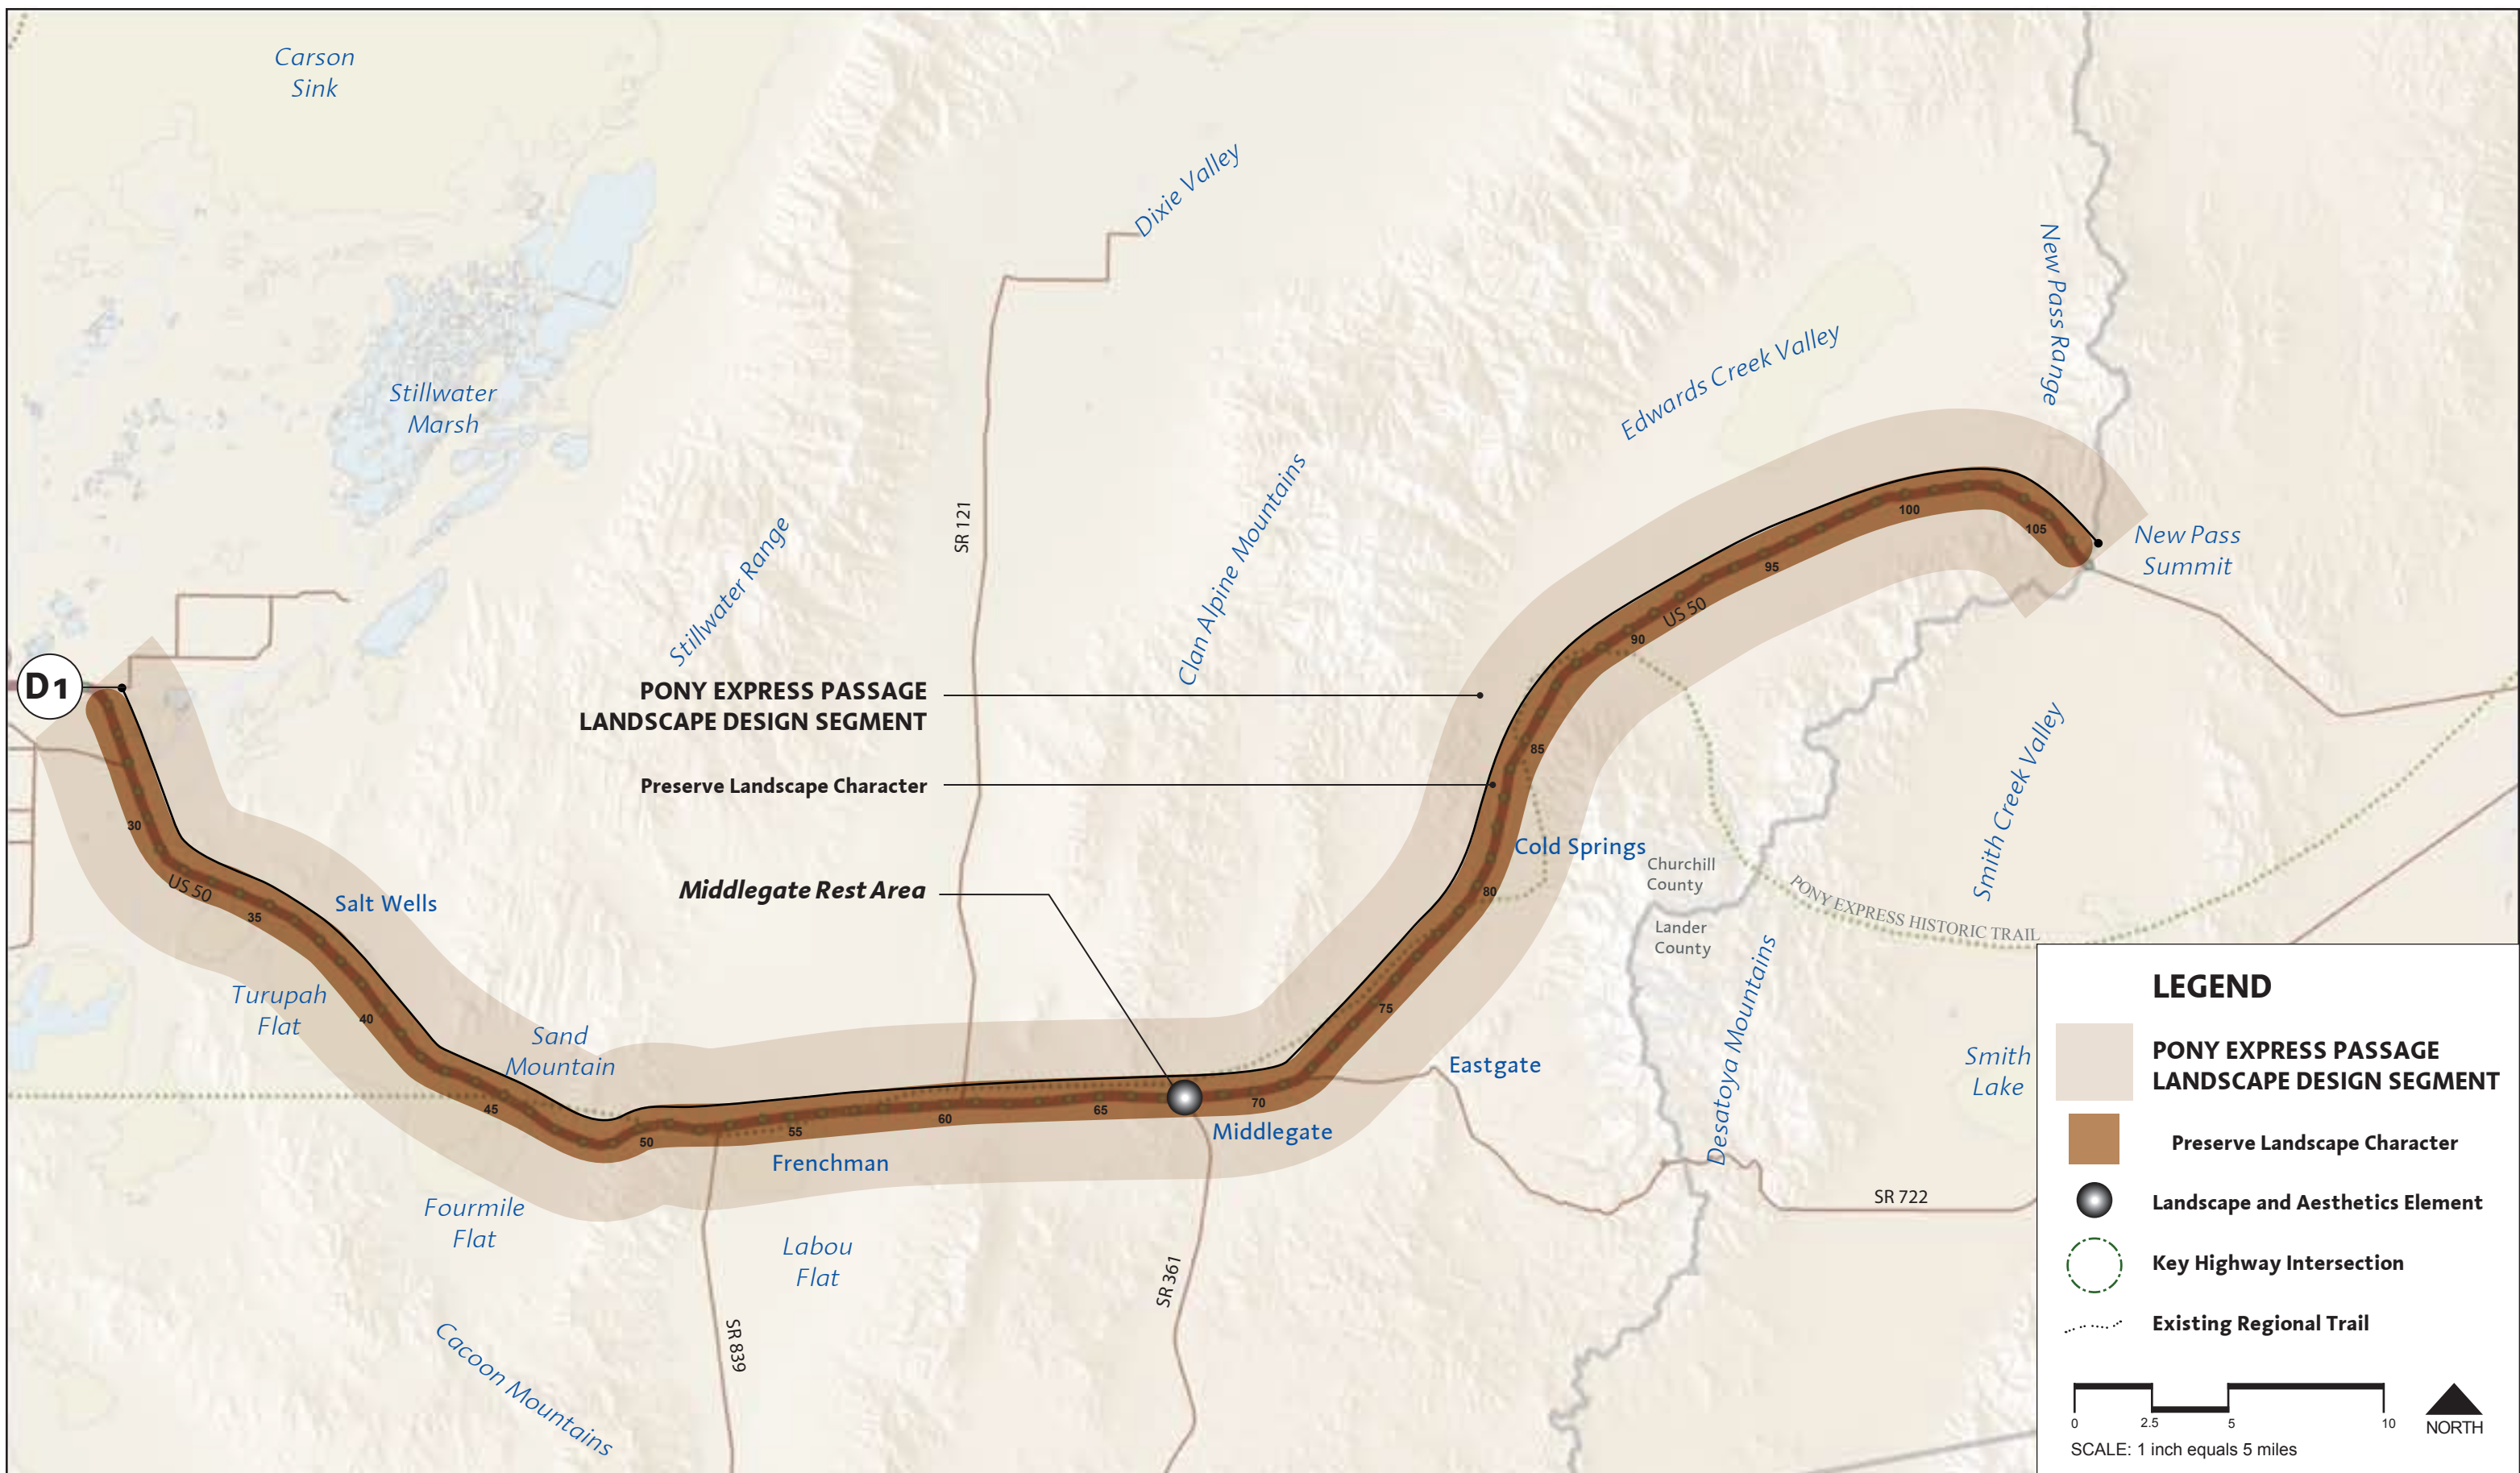 Carson
Sink
Dixie Valley
New Pass Range
Stillwater
Marsh
Edwards Creek Valley
Clan Alpine Mountains
SR 121
Stillwater Range
100
105
New Pass
Summit
95
US 50
90
D1
PONY EXPRESS PASSAGE
LANDSCAPE DESIGN SEGMENT
85
Preserve Landscape Character
Smith Creek Valley
30
Cold Springs
Churchill
County
US 50
35
Salt Wells
Middlegate Rest Area
80
PONY EXPRESS HISTORIC TRAIL
Lander
County
Turupah
Flat
40
75
Desatoya Mountains
Sand
Mountain
Eastgate
Smith
Lake
45
50
55
60
65
70
Middlegate
Frenchman
Fourmile
Flat
Labou
Flat
SR 722
SR 361
SR 839
Cacoon Mountains
LEGEND
PONY EXPRESS PASSAGE
LANDSCAPE DESIGN SEGMENT
Preserve Landscape Character
Landscape and Aesthetics Element
Key Highway Intersection
Existing Regional Trail
0 2.5 5 10
NORTH
SCALE: 1 inch equals 5 miles